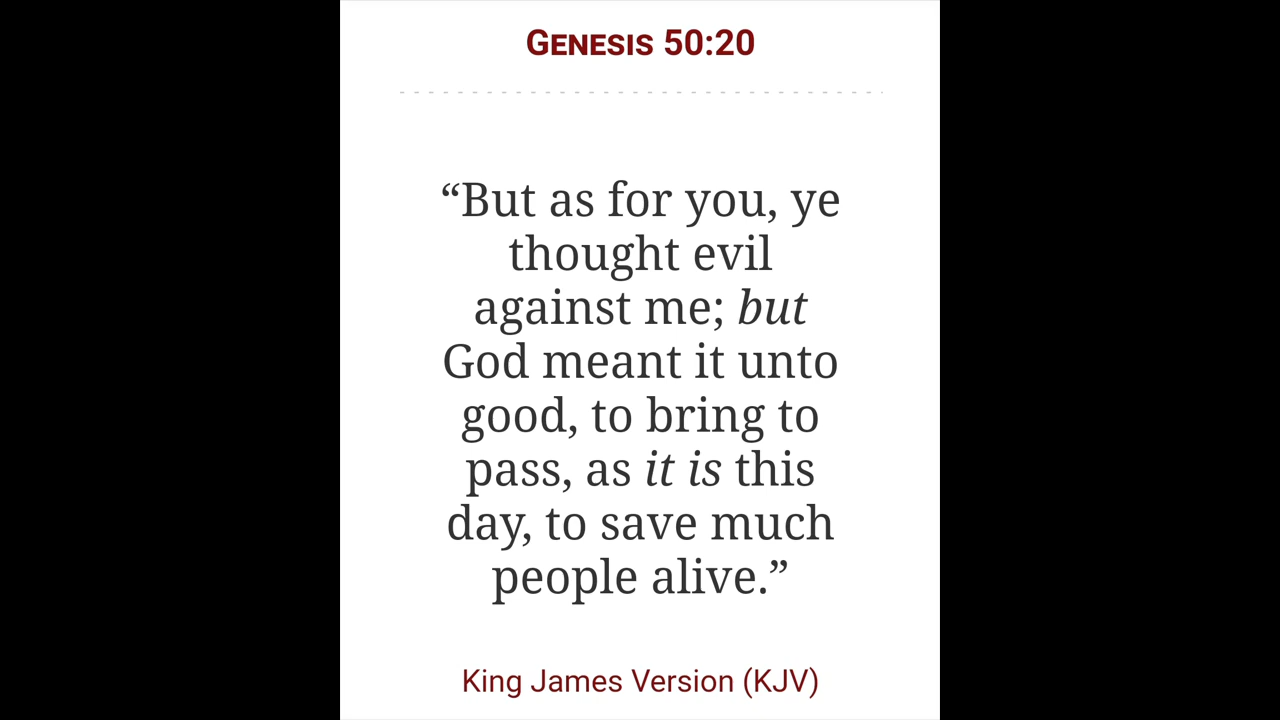 Genesis 50:20
“But as for you, ye
thought evil
against me; but
God meant it unto
good, to bring to
pass, as it is this
day, to save much
people alive.”
King James Version (KJV)